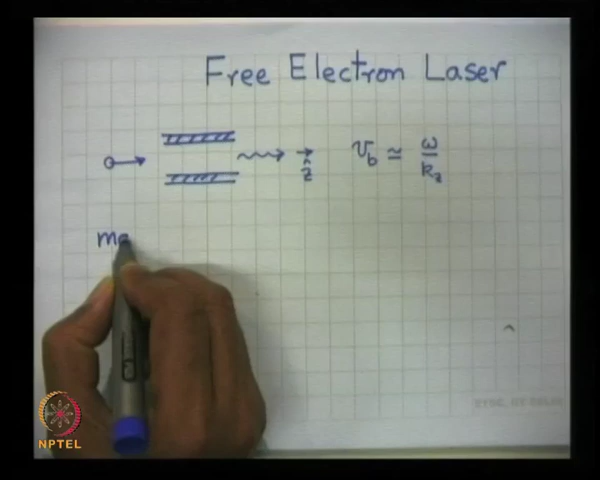 Free Electron Laser
ẑ v_b ≃ ω/k_z
m
NPTEL